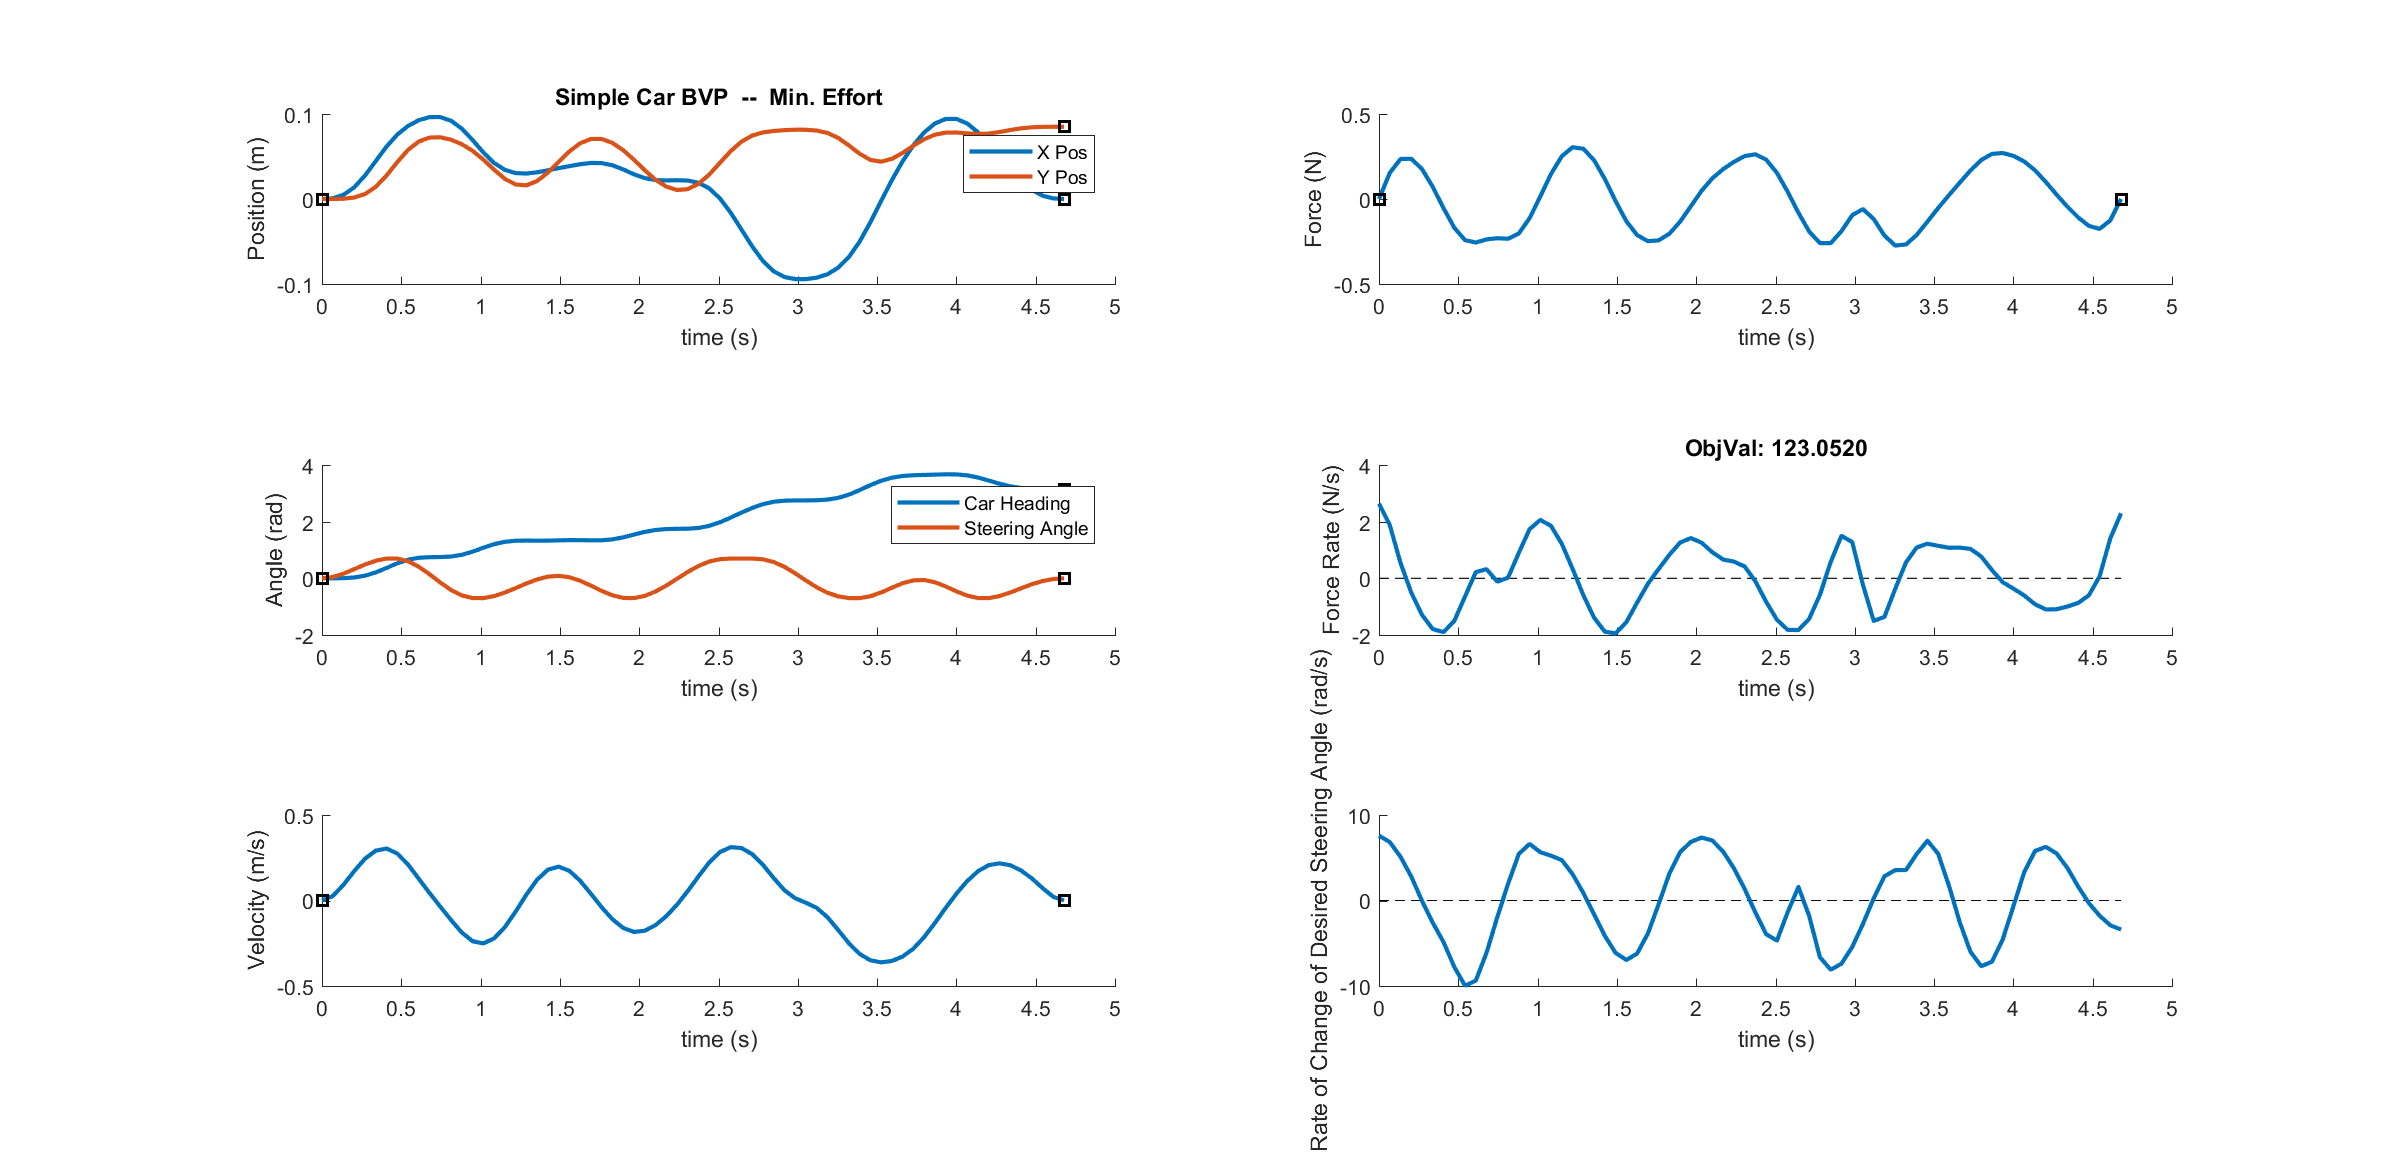 Simple Car BVP -- Min. Effort
Position (m)
0.1
0
-0.1
X Pos
Y Pos
0 0.5 1 1.5 2 2.5 3 3.5 4 4.5 5
time (s)
Force (N)
0.5
0
-0.5
0 0.5 1 1.5 2 2.5 3 3.5 4 4.5 5
time (s)
Angle (rad)
4
2
0
-2
Car Heading
Steering Angle
0 0.5 1 1.5 2 2.5 3 3.5 4 4.5 5
time (s)
ObjVal: 123.0520
Force Rate (N/s)
4
2
0
-2
0 0.5 1 1.5 2 2.5 3 3.5 4 4.5 5
time (s)
Velocity (m/s)
0.5
0
-0.5
0 0.5 1 1.5 2 2.5 3 3.5 4 4.5 5
time (s)
Rate of Change of Desired Steering Angle (rad/s)
10
0
-10
0 0.5 1 1.5 2 2.5 3 3.5 4 4.5 5
time (s)